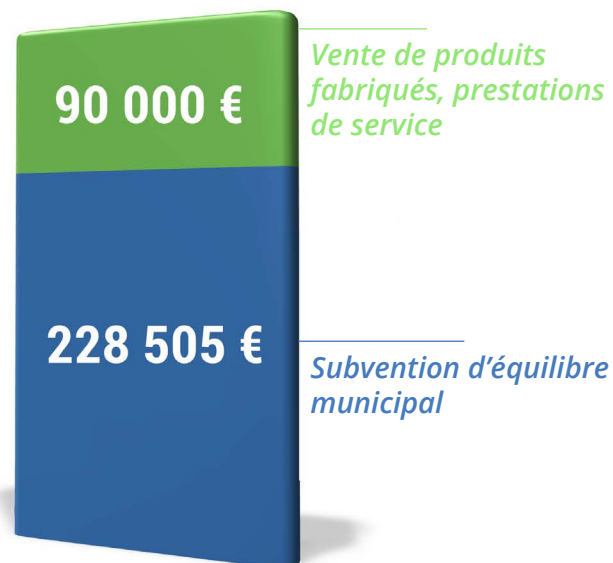 90 000 €
Vente de produits
fabriqués, prestations
de service
228 505 €
Subvention d’équilibre
municipal